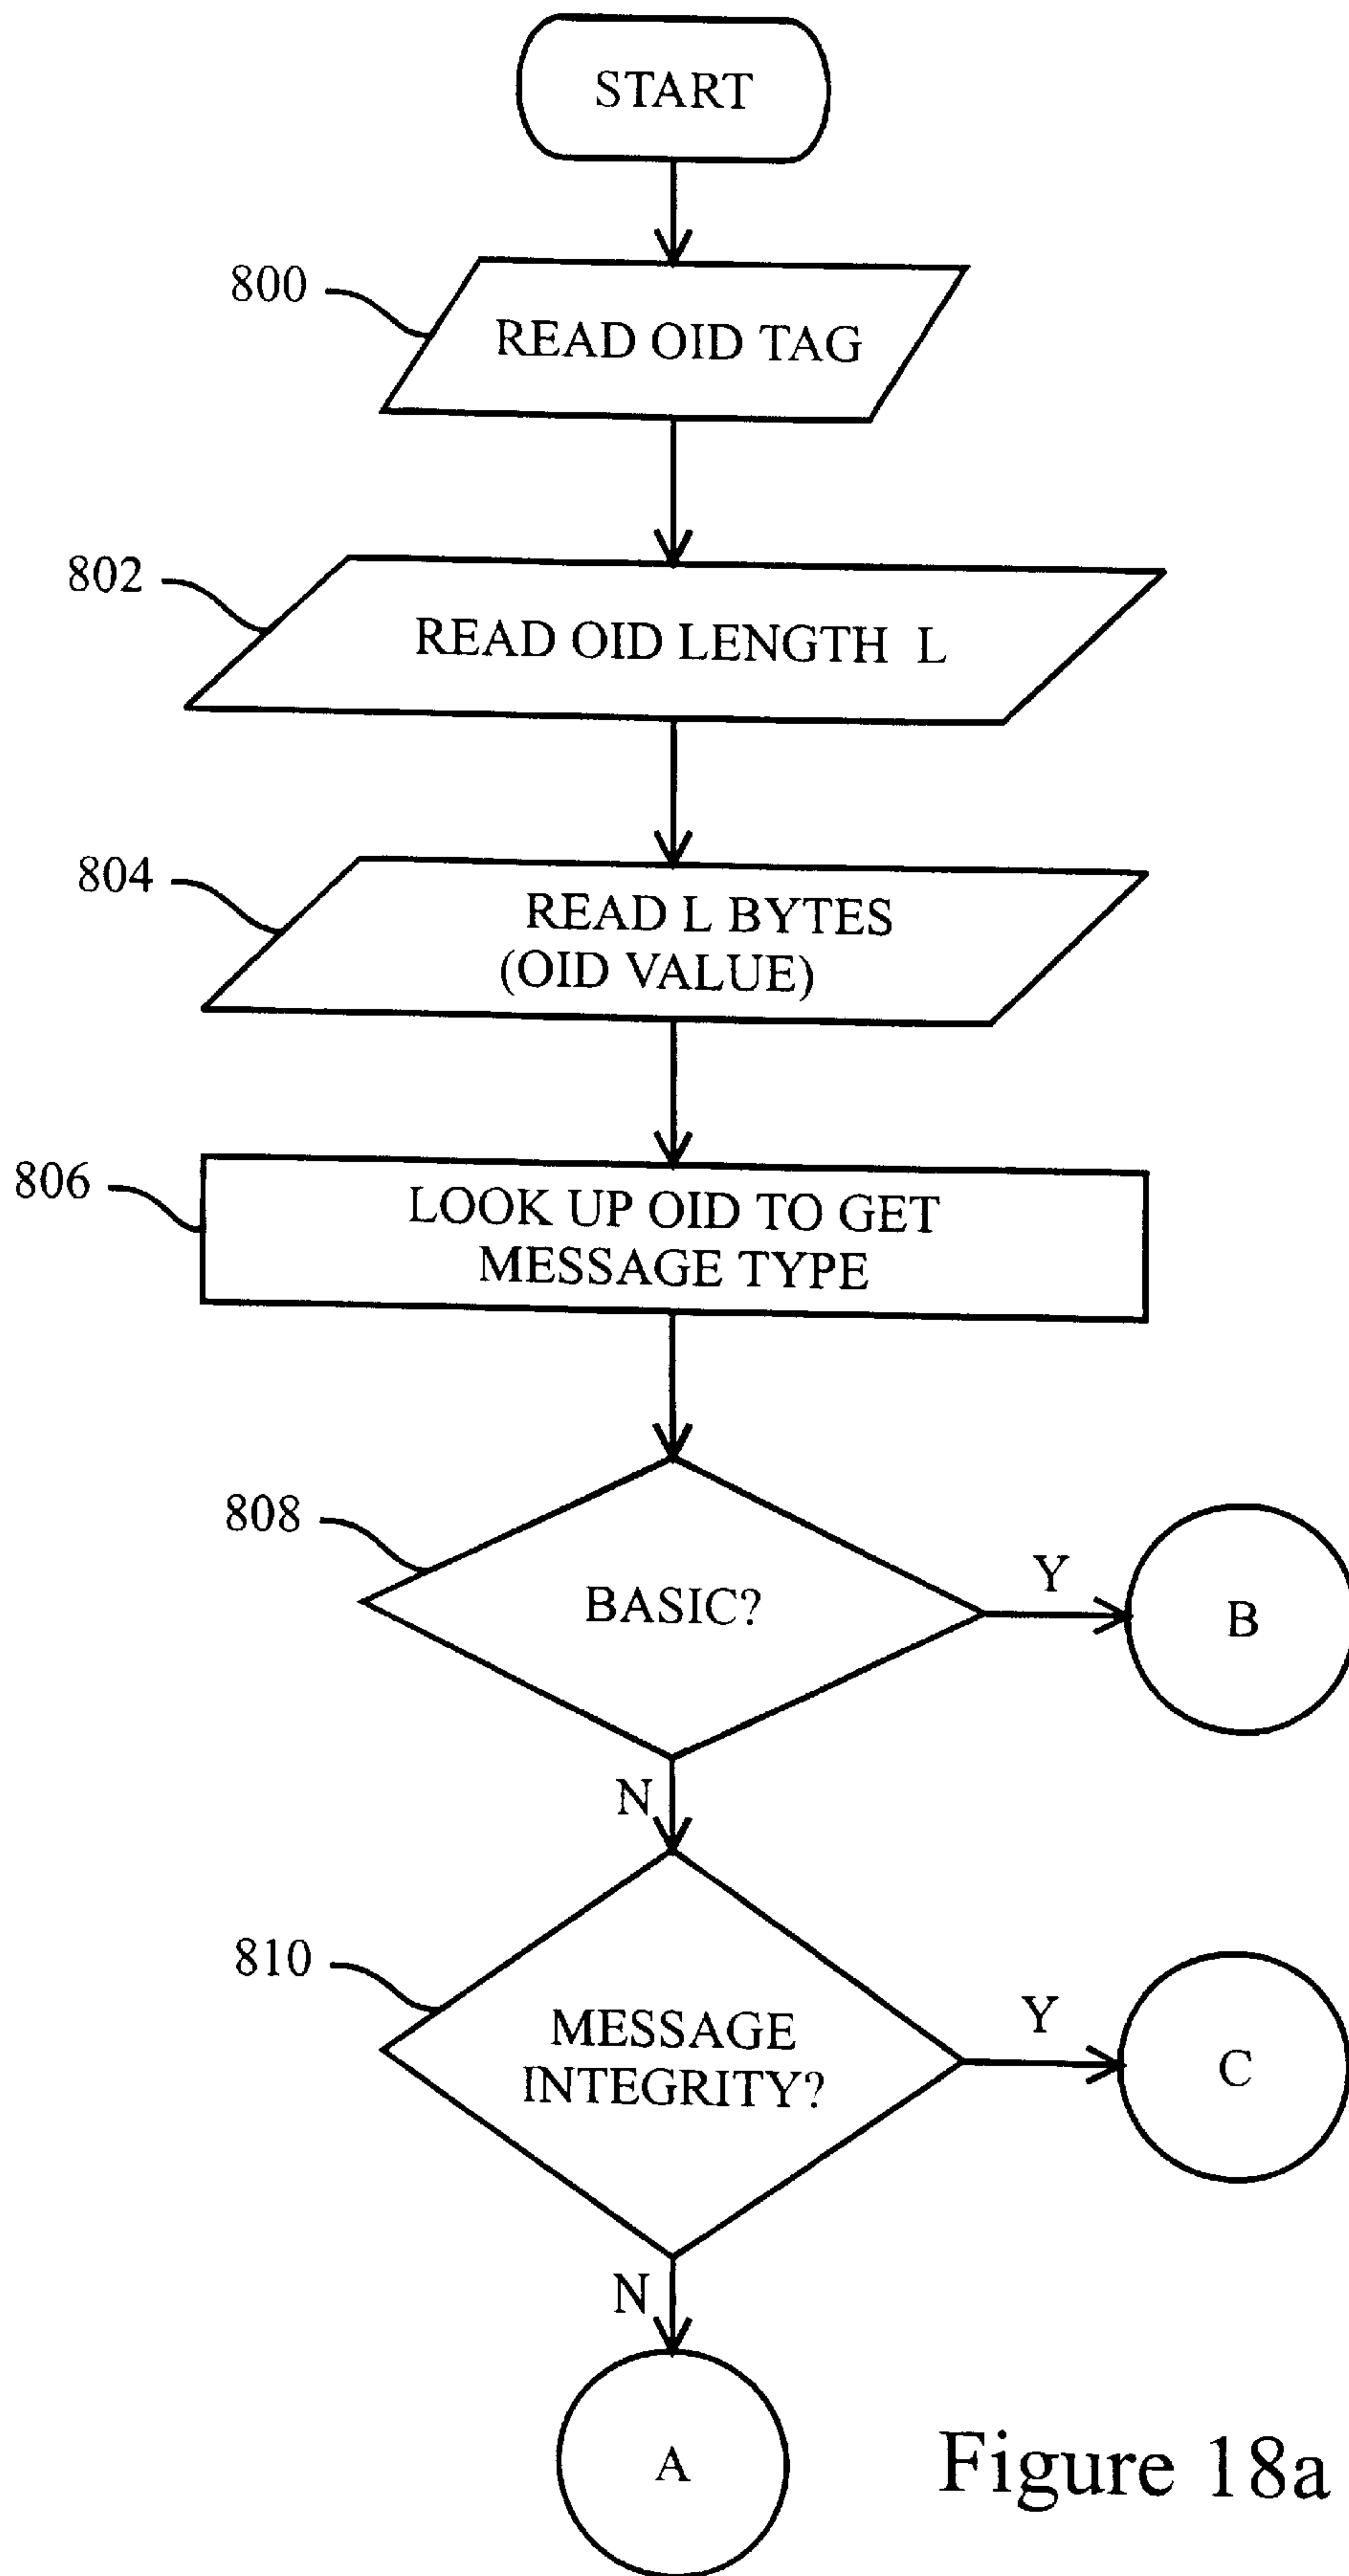 START
800
READ OID TAG
802
READ OID LENGTH L
804
READ L BYTES
(OID VALUE)
806
LOOK UP OID TO GET
MESSAGE TYPE
808
BASIC?
Y
B
N
810
MESSAGE
INTEGRITY?
Y
C
N
A
Figure 18a